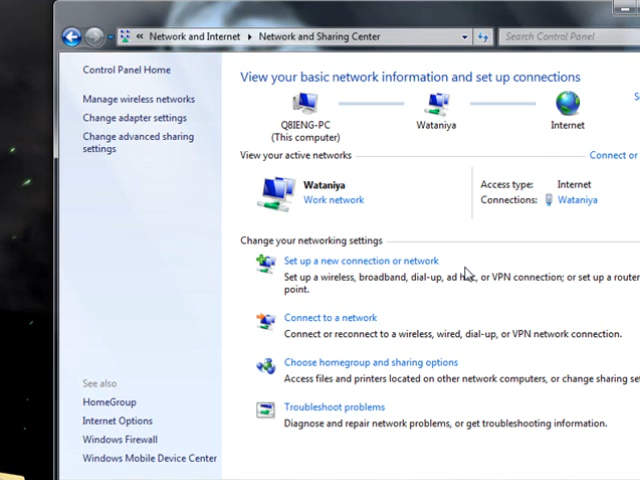 « Network and Internet ▸ Network and Sharing Center
Search Control Panel
Control Panel Home
Manage wireless networks
Change adapter settings
Change advanced sharing
settings
See also
HomeGroup
Internet Options
Windows Firewall
Windows Mobile Device Center
View your basic network information and set up connections
Q8IENG-PC
(This computer)
Wataniya
Internet
View your active networks
Connect or
Wataniya
Work network
Access type: Internet
Connections: Wataniya
Change your networking settings
Set up a new connection or network
Set up a wireless, broadband, dial-up, ad hoc, or VPN connection; or set up a router
point.
Connect to a network
Connect or reconnect to a wireless, wired, dial-up, or VPN network connection.
Choose homegroup and sharing options
Access files and printers located on other network computers, or change sharing
Troubleshoot problems
Diagnose and repair network problems, or get troubleshooting information.